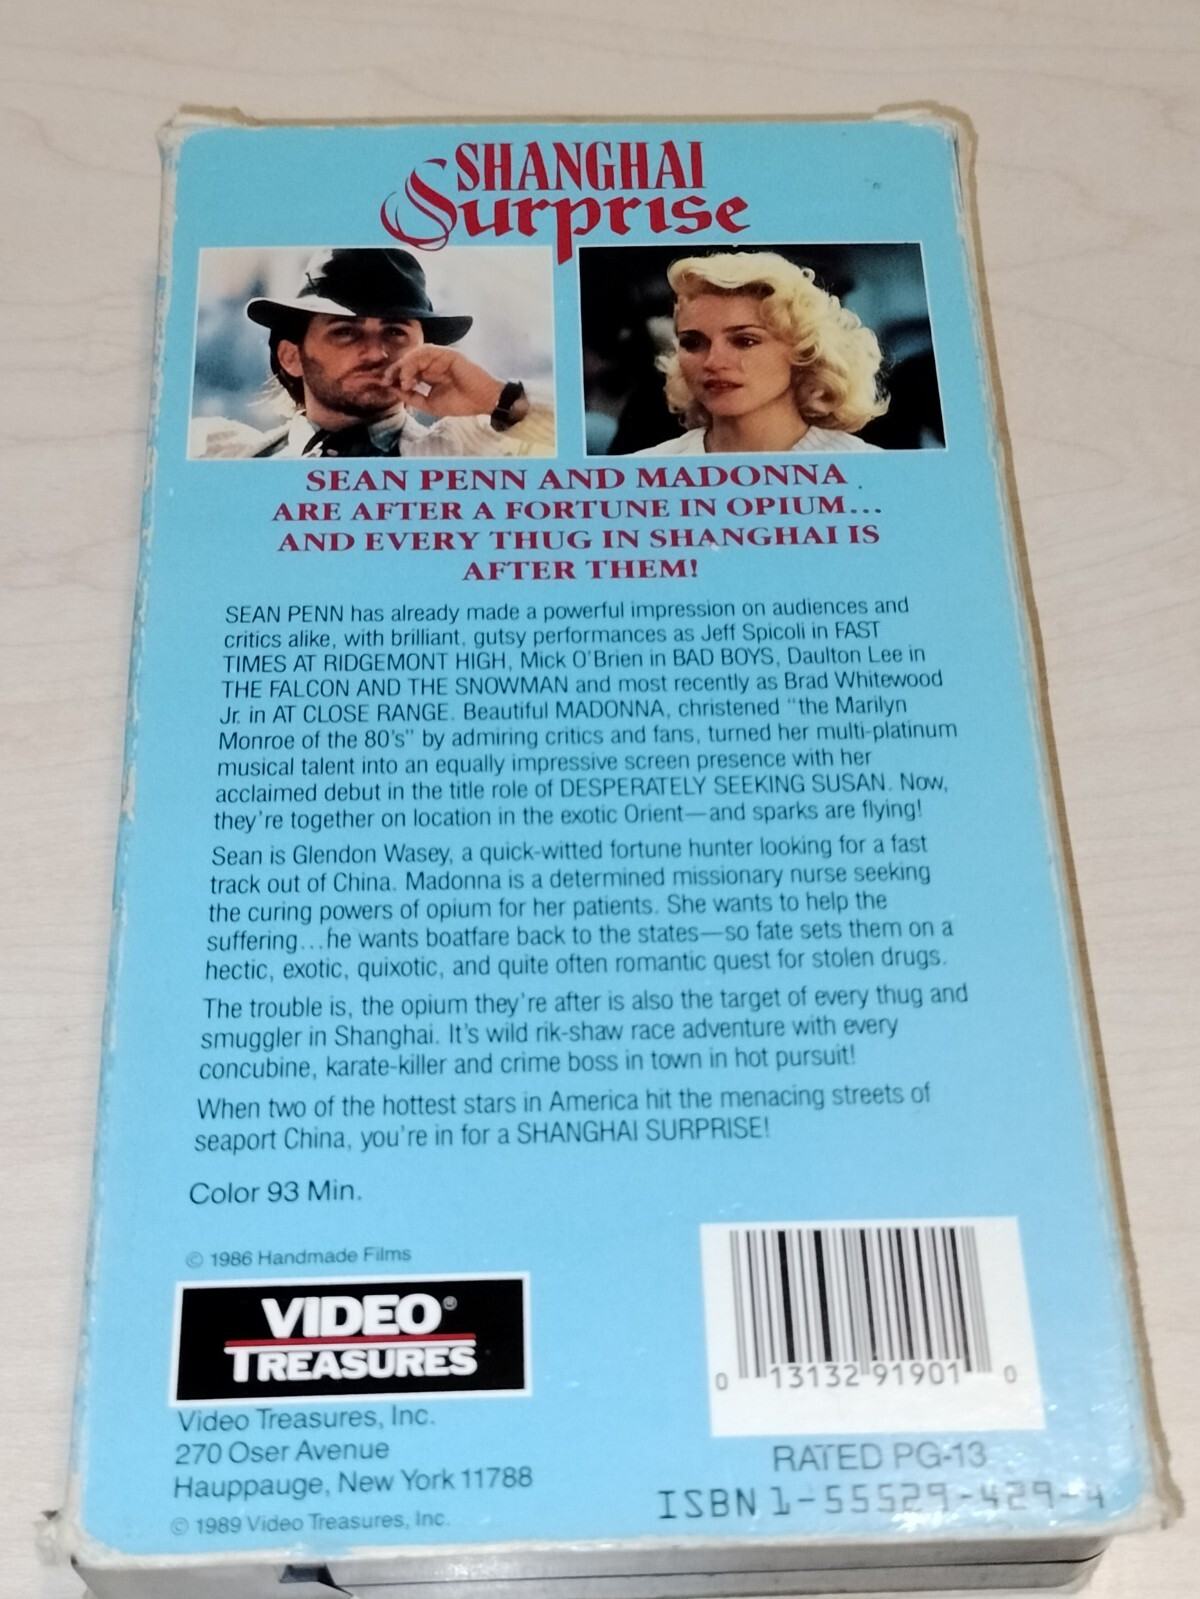 SHANGHAI
Surprise
SEAN PENN AND MADONNA
ARE AFTER A FORTUNE IN OPIUM...
AND EVERY THUG IN SHANGHAI IS
AFTER THEM!
SEAN PENN has already made a powerful impression on audiences and
critics alike, with brilliant, gutsy performances as Jeff Spicoli in FAST
TIMES AT RIDGEMONT HIGH, Mick O'Brien in BAD BOYS, Daulton Lee in
THE FALCON AND THE SNOWMAN and most recently as Brad Whitewood
Jr. in AT CLOSE RANGE. Beautiful MADONNA, christened "the Marilyn
Monroe of the 80's" by admiring critics and fans, turned her multi-platinum
musical talent into an equally impressive screen presence with her
acclaimed debut in the title role of DESPERATELY SEEKING SUSAN. Now,
they're together on location in the exotic Orient—and sparks are flying!
Sean is Glendon Wasey, a quick-witted fortune hunter looking for a fast
track out of China. Madonna is a determined missionary nurse seeking
the curing powers of opium for her patients. She wants to help the
suffering...he wants boatfare back to the states—so fate sets them on a
hectic, exotic, quixotic, and quite often romantic quest for stolen drugs.
The trouble is, the opium they're after is also the target of every thug and
smuggler in Shanghai. It's wild rik-shaw race adventure with every
concubine, karate-killer and crime boss in town in hot pursuit!
When two of the hottest stars in America hit the menacing streets of
seaport China, you're in for a SHANGHAI SURPRISE!
Color 93 Min.
© 1986 Handmade Films
VIDEO®
TREASURES
Video Treasures, Inc.
270 Oser Avenue
Hauppauge, New York 11788
© 1989 Video Treasures, Inc.
0 13132 91901 0
RATED PG-13
ISBN 1-55529-429-4